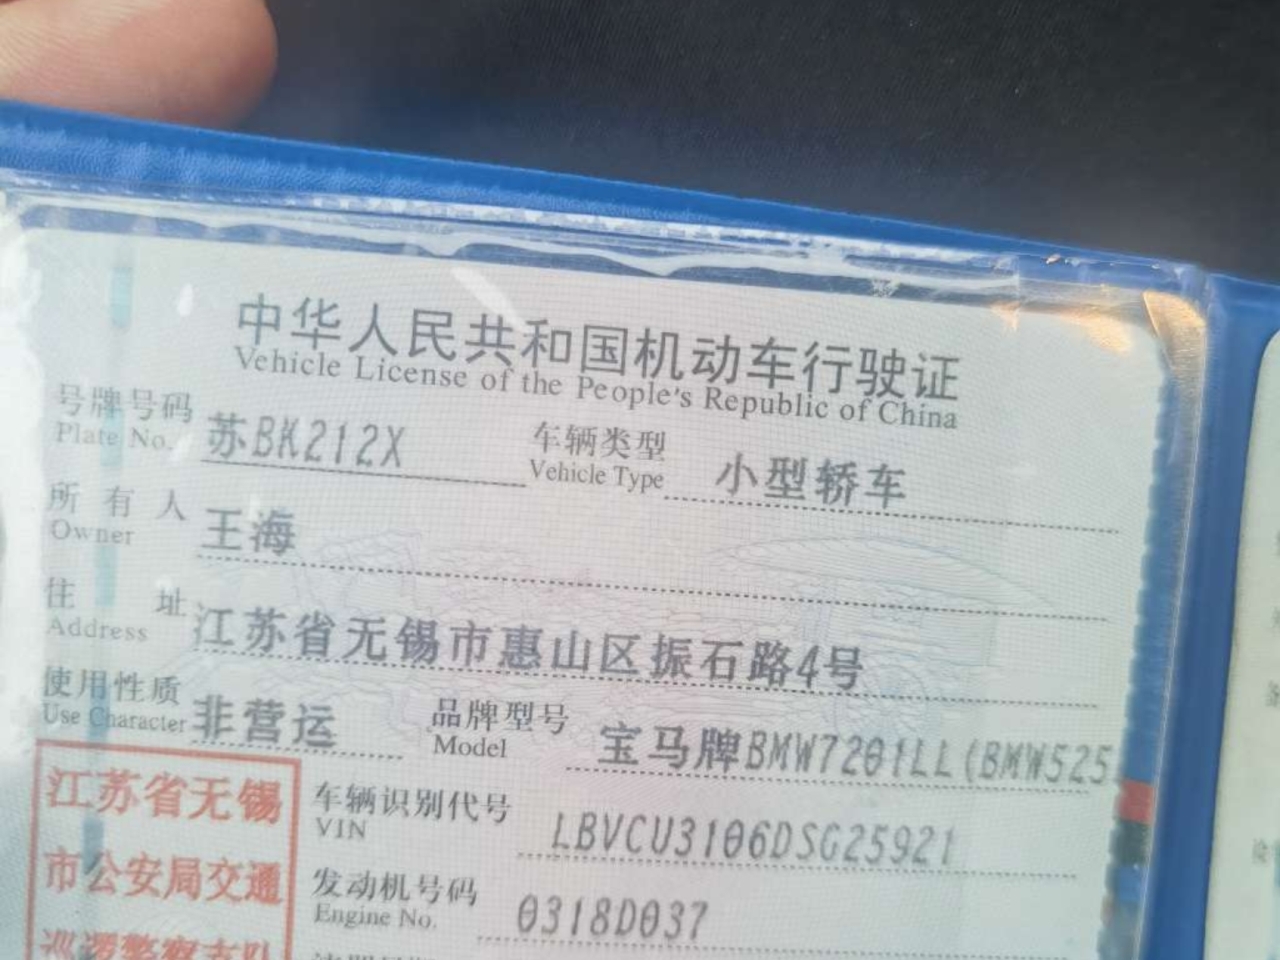 中华人民共和国机动车行驶证
Vehicle License of the People's Republic of China
号牌号码 苏BK212X 车辆类型 小型轿车
Plate No. Vehicle Type
所有人 王海
Owner
住址 江苏省无锡市惠山区振石路4号
Address
使用性质 非营运 品牌型号 宝马牌BMW7201LL(BMW525
Use Character Model
江苏省无锡
市公安局交通
巡逻警察支队
车辆识别代号 LBVCU3106DSG25921
VIN
发动机号码 0318D037
Engine No.